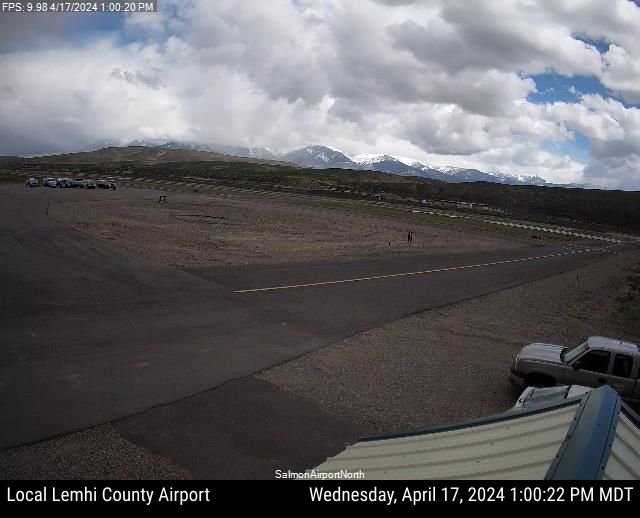 FPS: 9.98 4/17/2024 1:00:20 PM
SalmonAirportNorth
Local Lemhi County Airport Wednesday, April 17, 2024 1:00:22 PM MDT